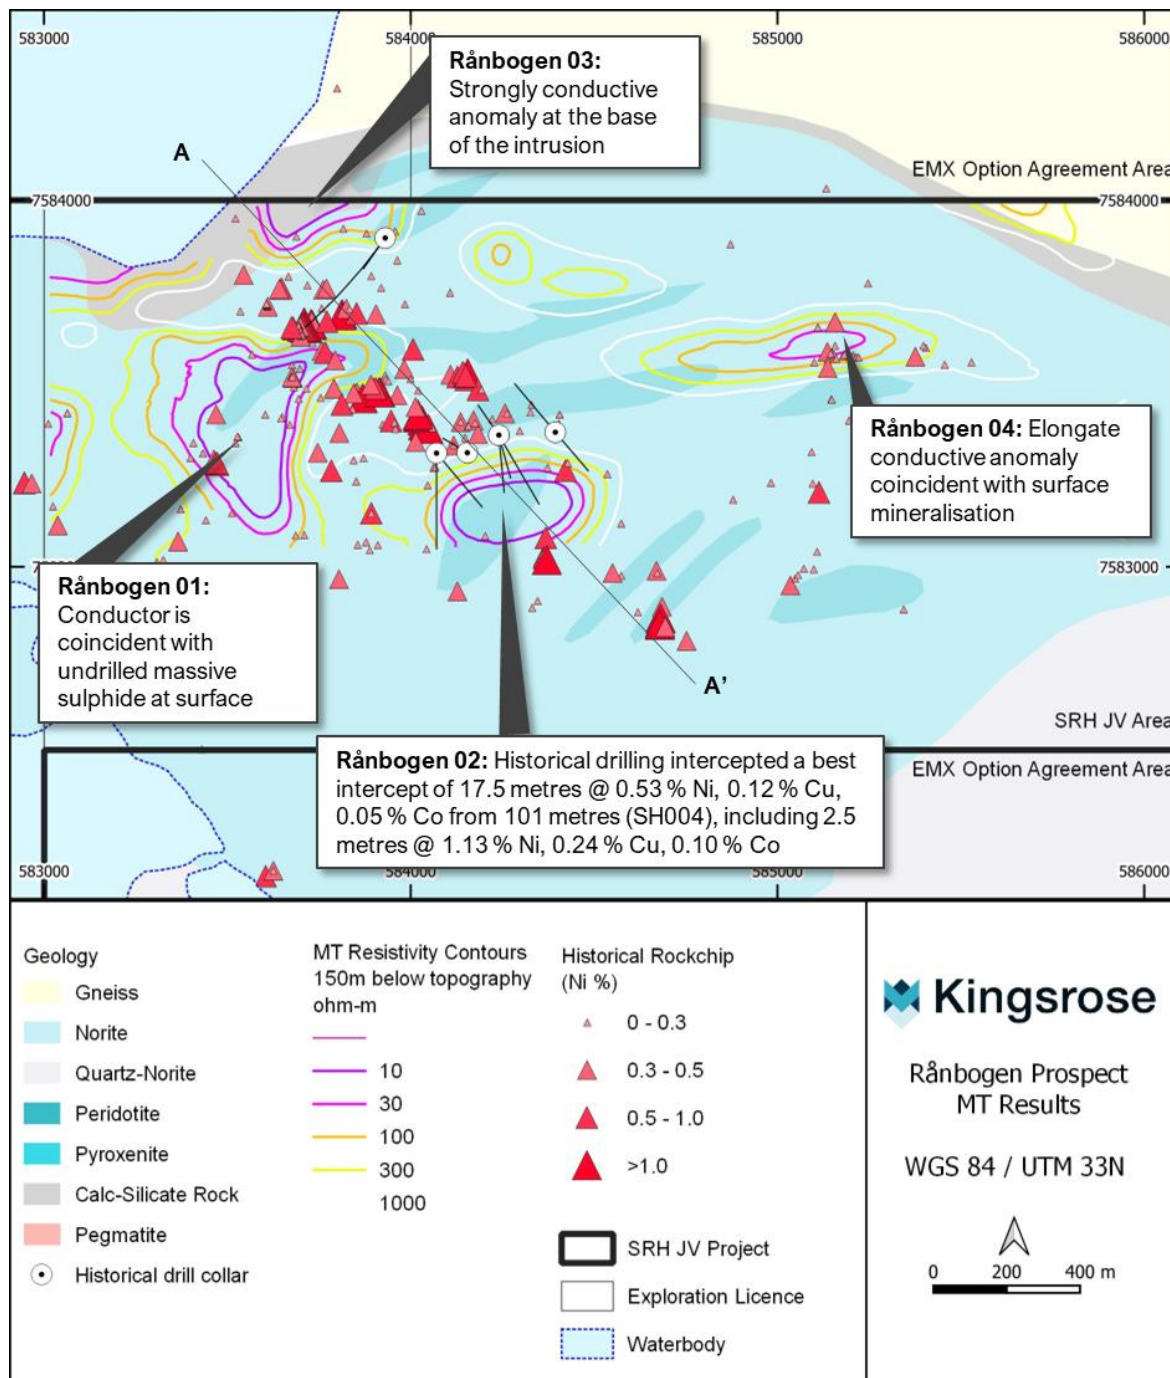 583000
584000
585000
586000
Rånbogen 03:
Strongly conductive
anomaly at the base
of the intrusion
A
EMX Option Agreement Area
7584000
7584000
Rånbogen 04: Elongate
conductive anomaly
coincident with surface
mineralisation
7583000
Rånbogen 01:
Conductor is
coincident with
undrilled massive
sulphide at surface
A'
SRH JV Area
EMX Option Agreement Area
Rånbogen 02: Historical drilling intercepted a best
intercept of 17.5 metres @ 0.53 % Ni, 0.12 % Cu,
0.05 % Co from 101 metres (SH004), including 2.5
metres @ 1.13 % Ni, 0.24 % Cu, 0.10 % Co
583000
584000
585000
586000
Geology
Gneiss
Norite
Quartz-Norite
Peridotite
Pyroxenite
Calc-Silicate Rock
Pegmatite
Historical drill collar
MT Resistivity Contours
150m below topography
ohm-m
10
30
100
300
1000
Historical Rockchip
(Ni %)
0 - 0.3
0.3 - 0.5
0.5 - 1.0
>1.0
SRH JV Project
Exploration Licence
Waterbody
Kingsrose
Rånbogen Prospect
MT Results
WGS 84 / UTM 33N
0 200 400 m